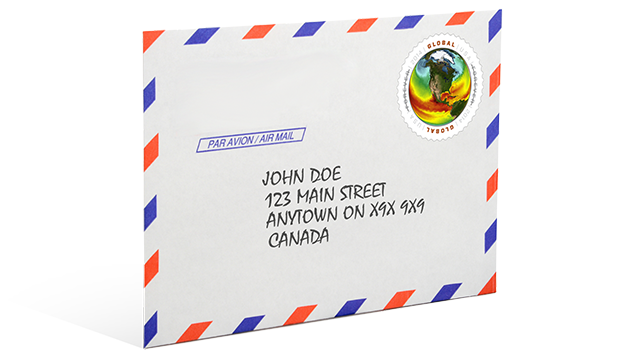 GLOBAL
GLOBAL
PAR AVION / AIR MAIL
JOHN DOE
123 MAIN STREET
ANYTOWN ON X9X 9X9
CANADA